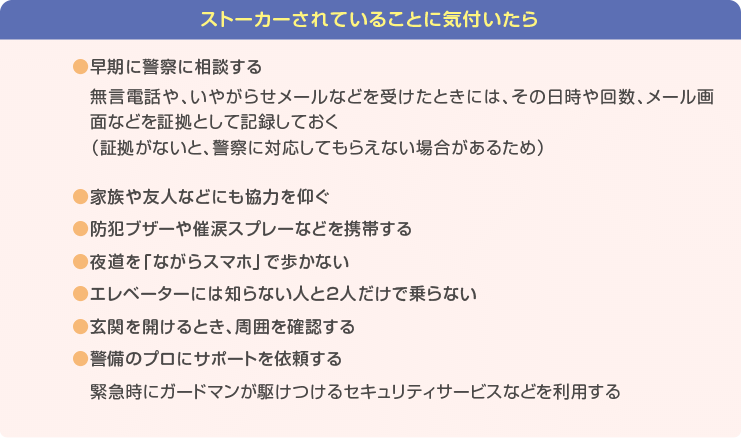 ストーカーされていることに気付いたら
●早期に警察に相談する
無言電話や、いやがらせメールなどを受けたときには、その日時や回数、メール画
面などを証拠として記録しておく
（証拠がないと、警察に対応してもらえない場合があるため）
●家族や友人などにも協力を仰ぐ
●防犯ブザーや催涙スプレーなどを携帯する
●夜道を「ながらスマホ」で歩かない
●エレベーターには知らない人と2人だけで乗らない
●玄関を開けるとき、周囲を確認する
●警備のプロにサポートを依頼する
緊急時にガードマンが駆けつけるセキュリティサービスなどを利用する